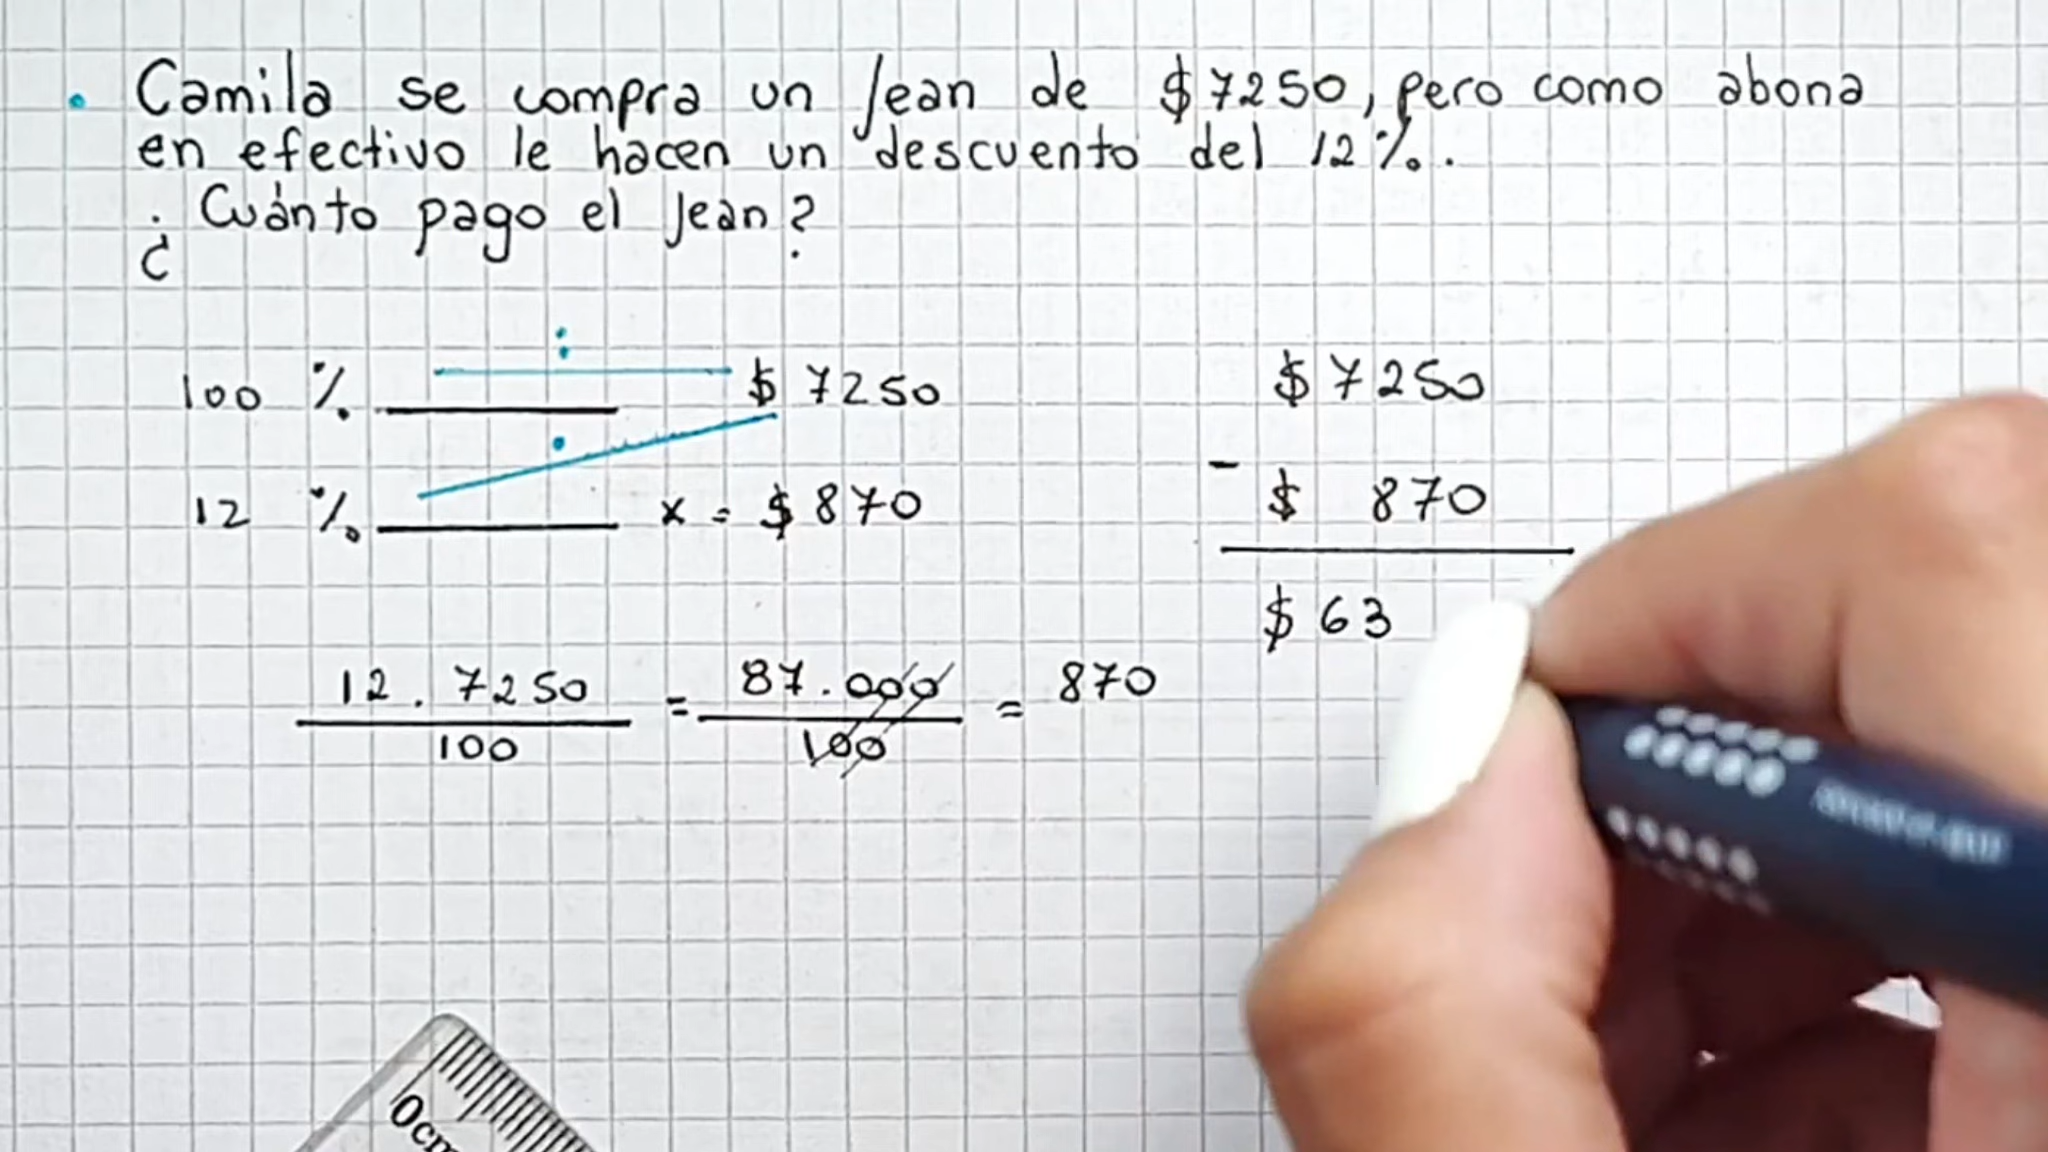 • Camila se compra un Jean de $7250, pero como abona
en efectivo le hacen un descuento del 12%.
¿Cuánto pago el Jean?
100 % : $ 7250
12 % . x = $ 870
12 . 7250 / 100 = 87.000 / 100 = 870
$ 7250
- $ 870
$ 63
0cm